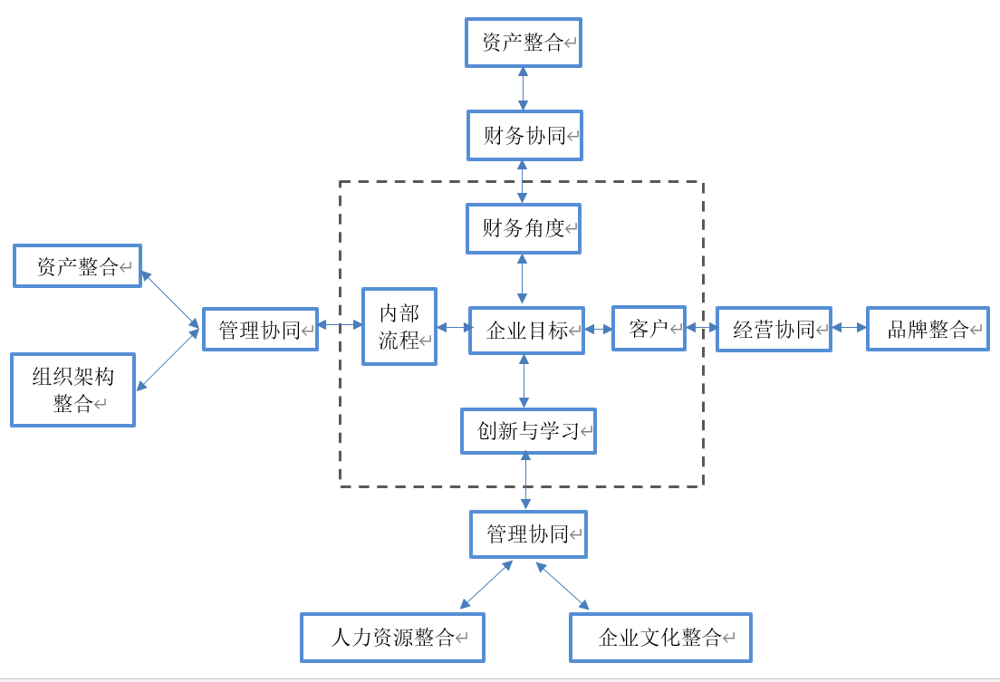 资产整合
财务协同
财务角度
资产整合
内部
流程
管理协同
企业目标
客户
经营协同
品牌整合
组织架构
整合
创新与学习
管理协同
人力资源整合
企业文化整合